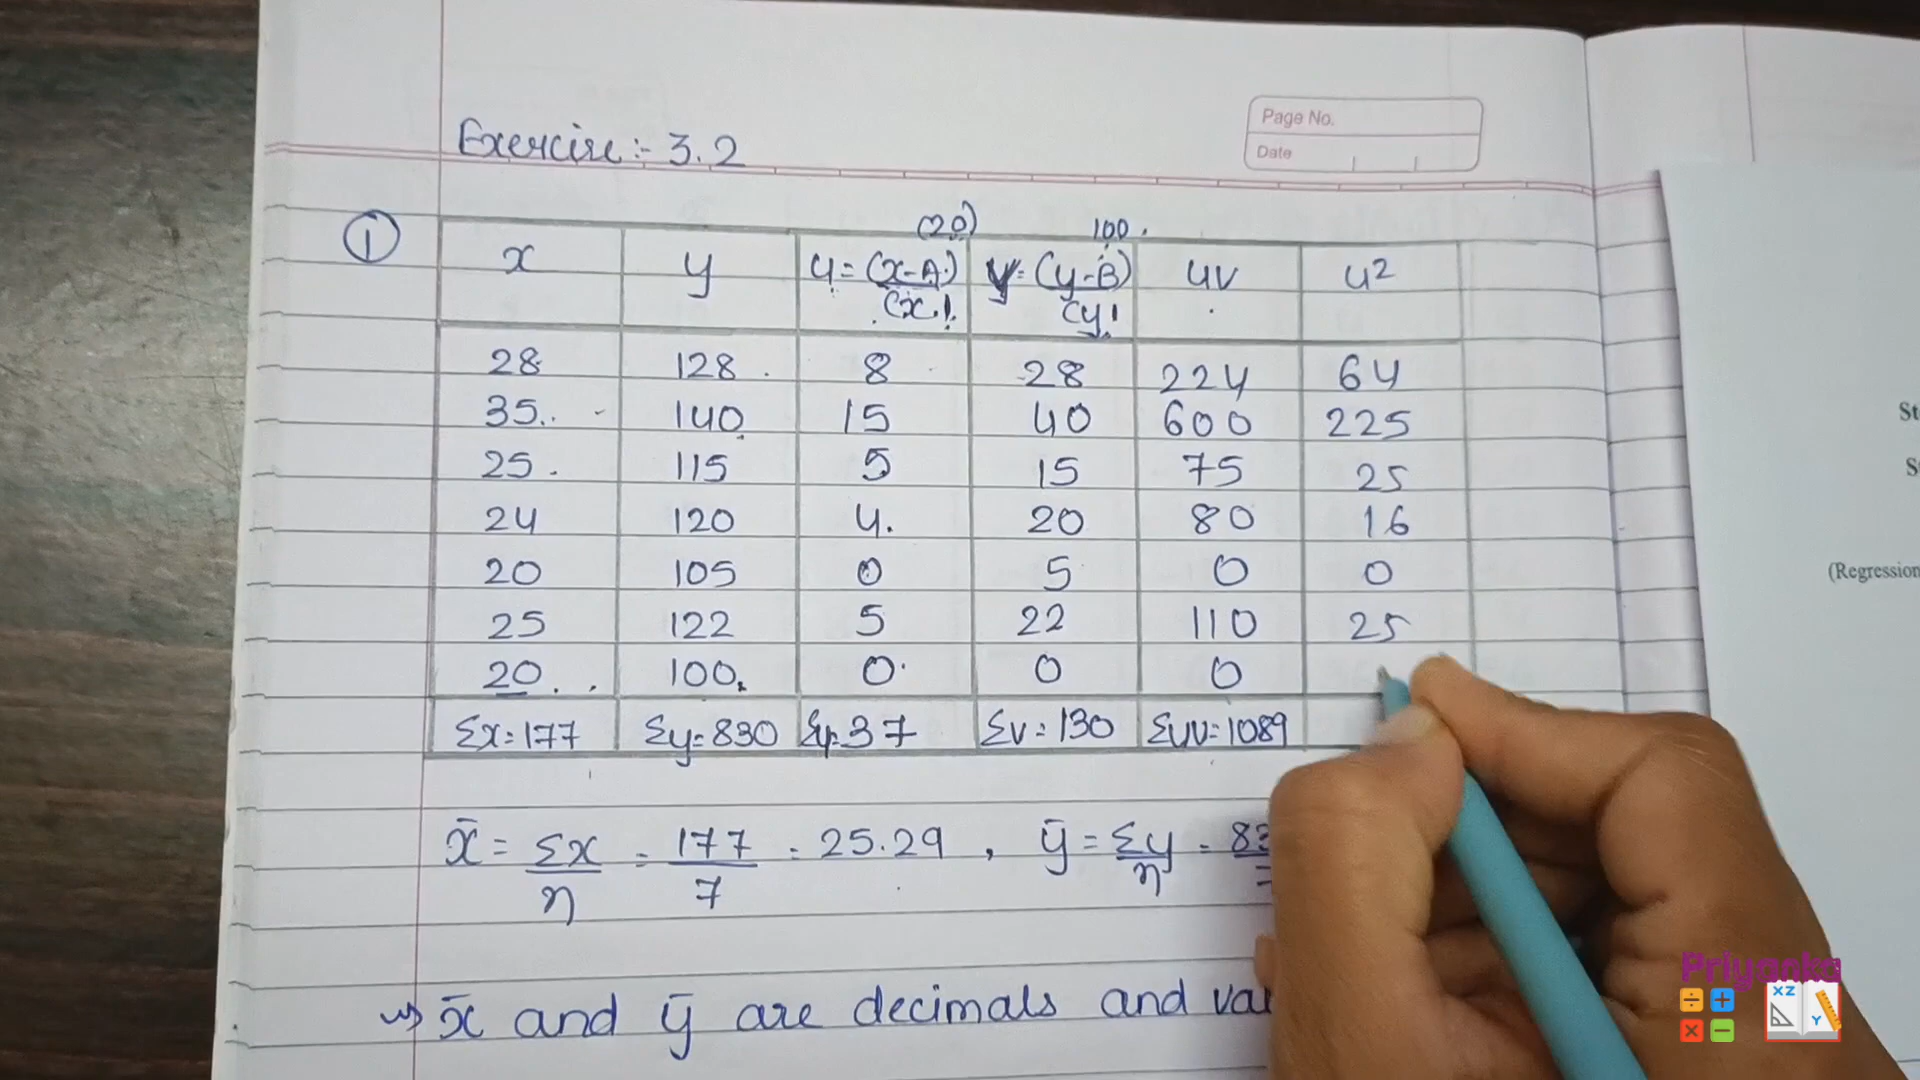 Page No.
Date
Exercise:- 3.2
(20) 100.
① x y u=(x-A) v=(y-B) uv u²
(x) (y)
28 128 8 28 224 64
35 140 15 40 600 225
25 115 5 15 75 25
24 120 4 20 80 16
20 105 0 5 0 0
25 122 5 22 110 25
20 100 0 0 0
Σx=177 Σy=830 Σu=37 Σv=130 Σuv=1089
x̄ = Σx = 177 = 25.29 , ȳ = Σy = 83
n 7 n
x̄ and ȳ are decimals and
St
S
(Regression
Priyanka
XZ
Y